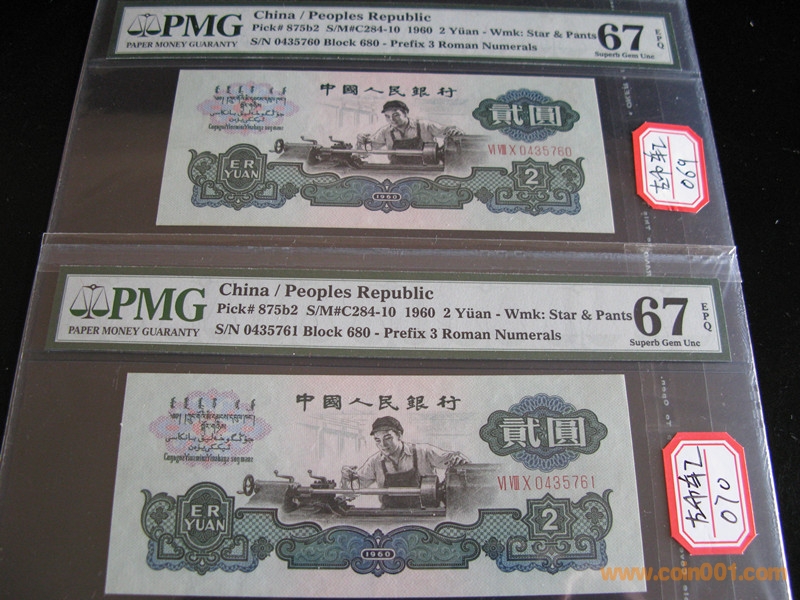 PMG
PAPER MONEY GUARANTY
China / Peoples Republic
Pick# 875b2 S/M#C284-10 1960 2 Yüan - Wmk: Star & Pants
S/N 0435760 Block 680 - Prefix 3 Roman Numerals
67 EPQ
Superb Gem Unc
中國人民銀行
貳圓
VI VIII X 0435760
ER
YUAN
2
1960
069
PMG
PAPER MONEY GUARANTY
China / Peoples Republic
Pick# 875b2 S/M#C284-10 1960 2 Yüan - Wmk: Star & Pants
S/N 0435761 Block 680 - Prefix 3 Roman Numerals
67 EPQ
Superb Gem Unc
中國人民銀行
貳圓
VI VIII X 0435761
ER
YUAN
2
1960
070
www.coin001.com